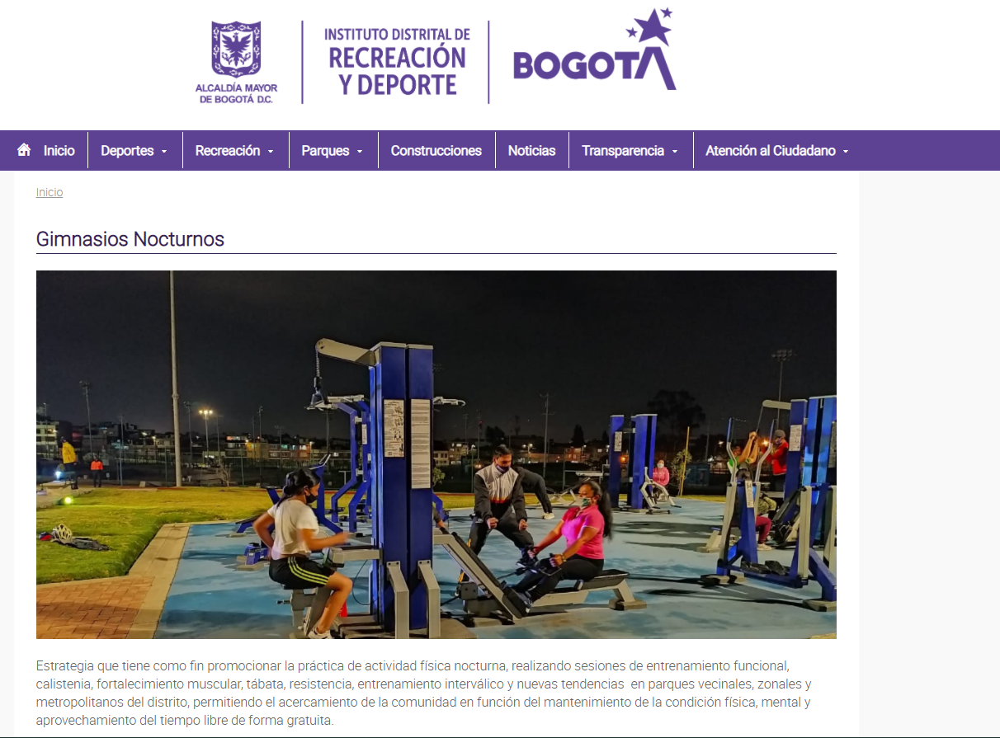 ALCALDÍA MAYOR
DE BOGOTÁ D.C.
INSTITUTO DISTRITAL DE
RECREACIÓN
Y DEPORTE
BOGOTÁ
Inicio
Deportes
Recreación
Parques
Construcciones
Noticias
Transparencia
Atención al Ciudadano
Inicio
Gimnasios Nocturnos
Estrategia que tiene como fin promocionar la práctica de actividad física nocturna, realizando sesiones de entrenamiento funcional,
calistenia, fortalecimiento muscular, tábata, resistencia, entrenamiento interválico y nuevas tendencias en parques vecinales, zonales y
metropolitanos del distrito, permitiendo el acercamiento de la comunidad en función del mantenimiento de la condición física, mental y
aprovechamiento del tiempo libre de forma gratuita.